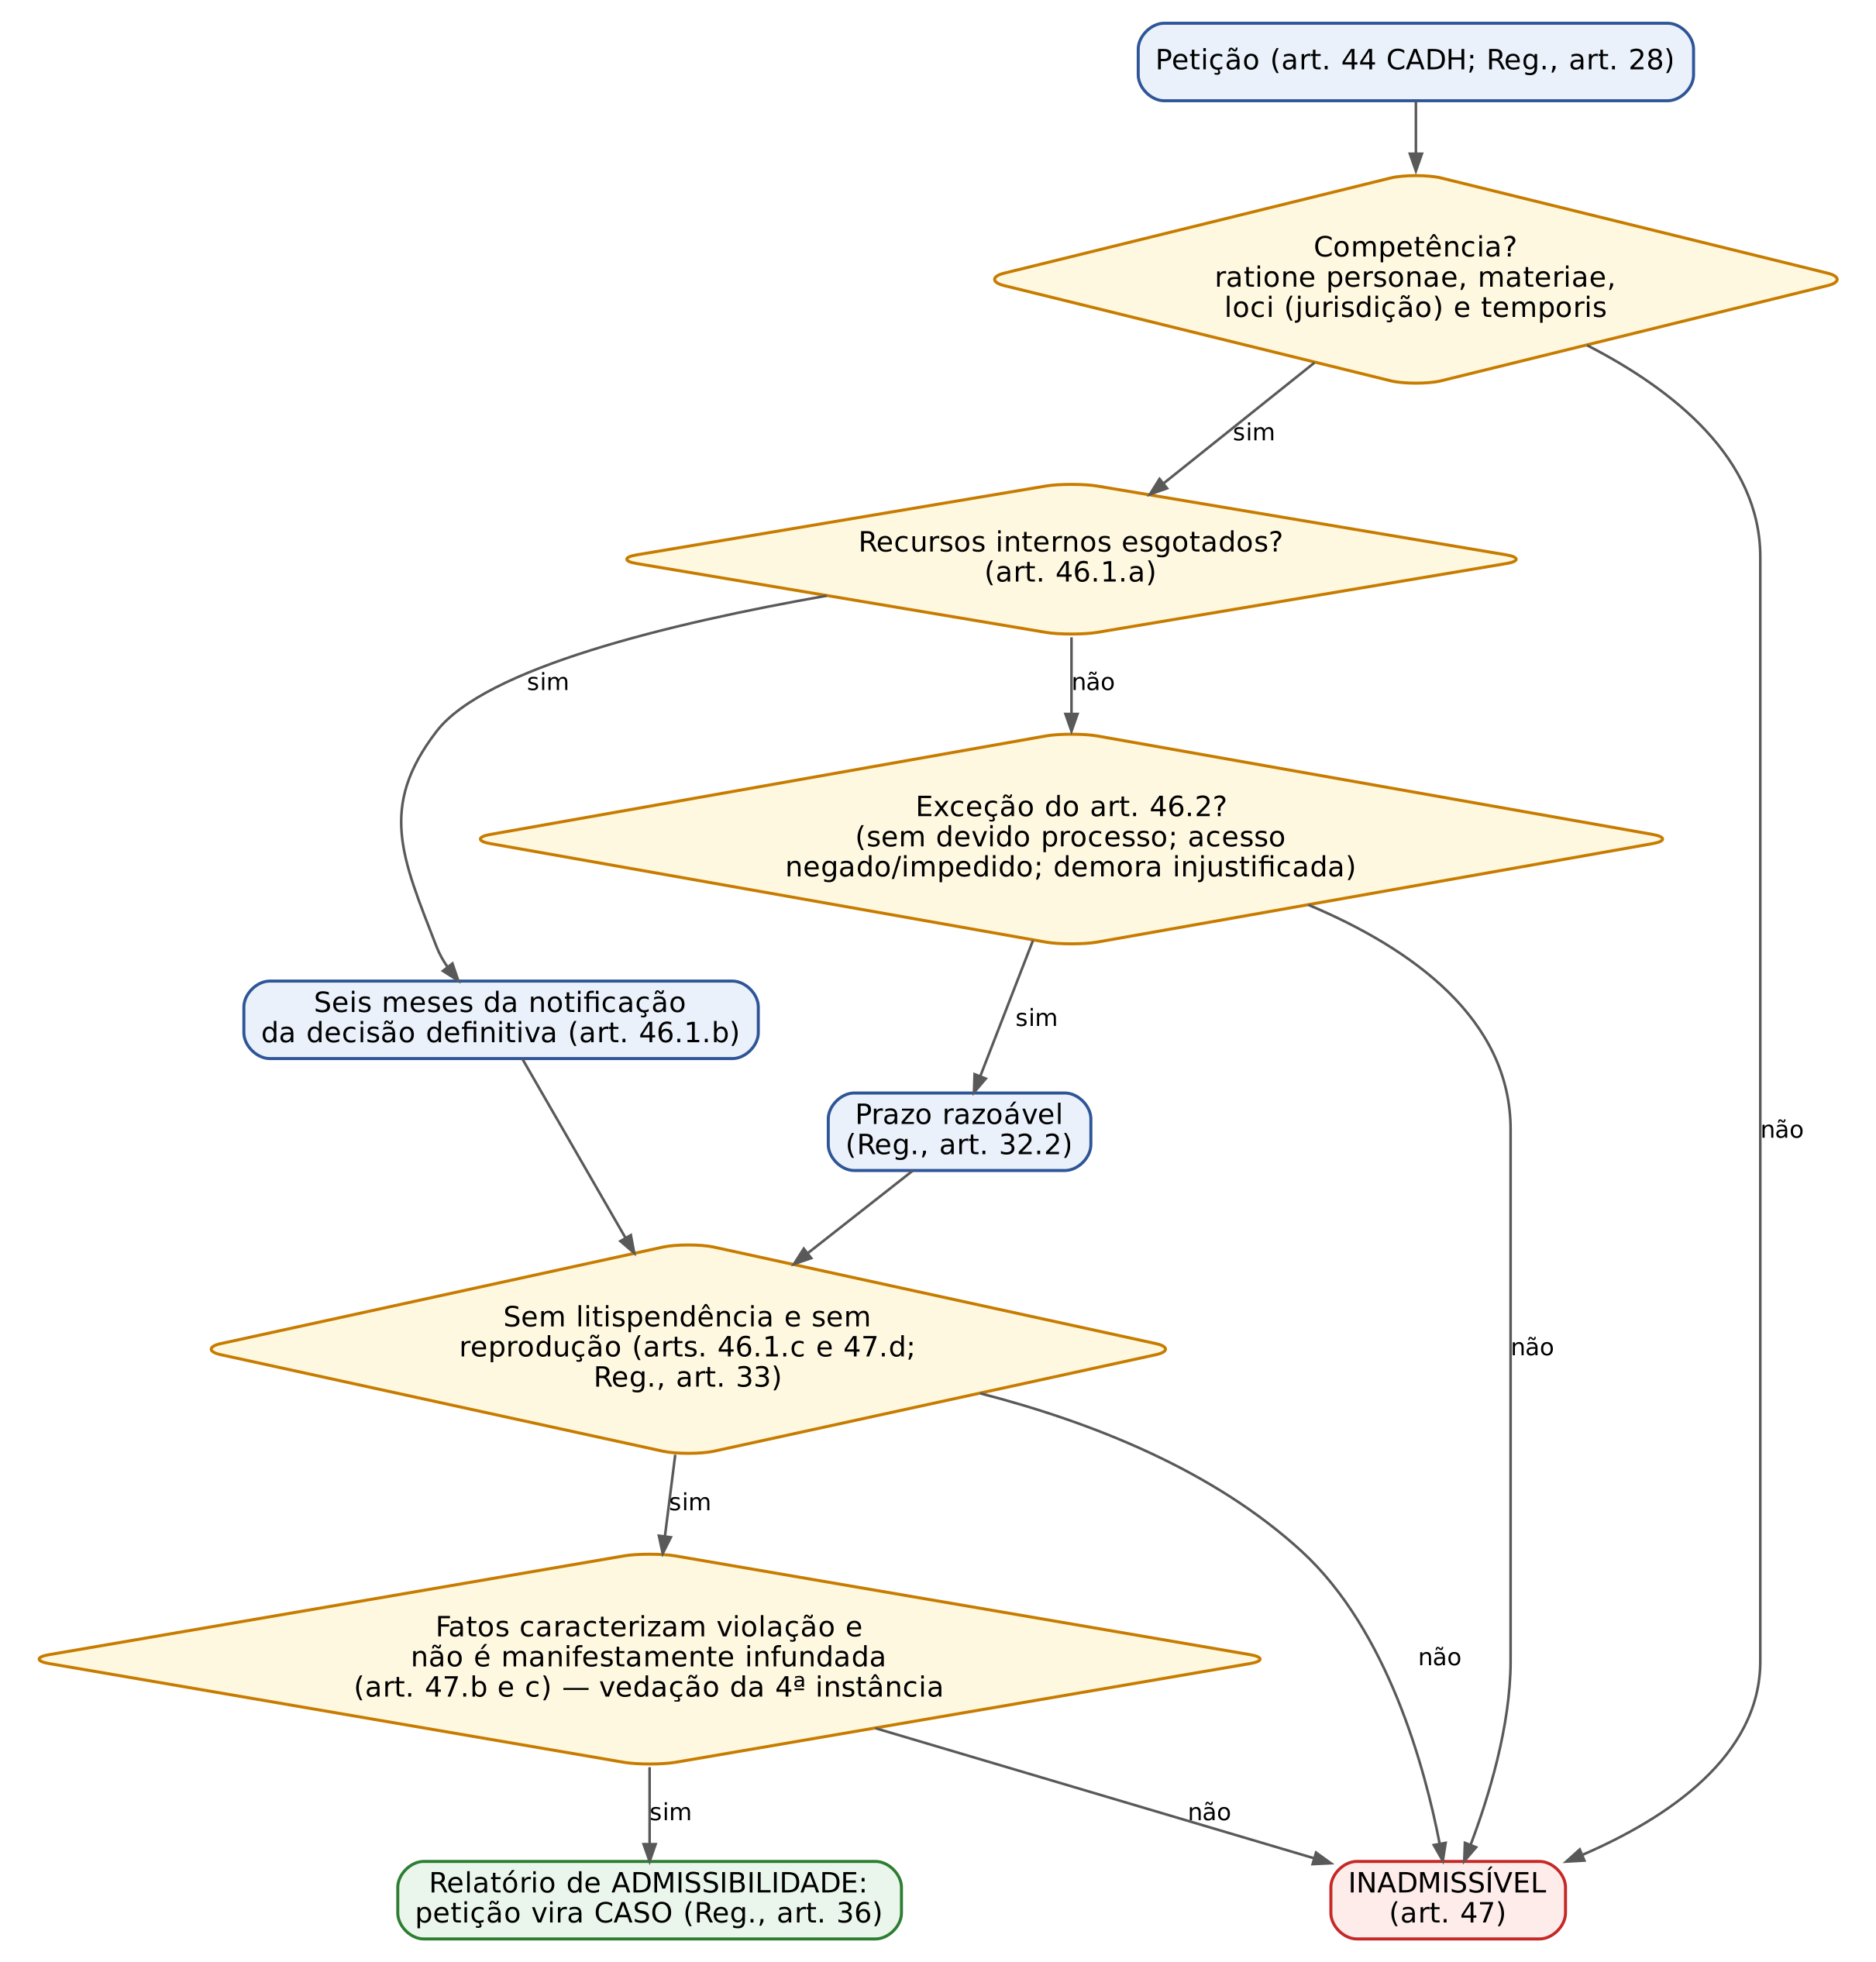 Petição (art. 44 CADH; Reg., art. 28)
Competência?
ratione personae, materiae,
loci (jurisdição) e temporis
sim
não
Recursos internos esgotados?
(art. 46.1.a)
sim
não
Exceção do art. 46.2?
(sem devido processo; acesso
negado/impedido; demora injustificada)
sim
não
Seis meses da notificação
da decisão definitiva (art. 46.1.b)
Prazo razoável
(Reg., art. 32.2)
Sem litispendência e sem
reprodução (arts. 46.1.c e 47.d;
Reg., art. 33)
sim
não
Fatos caracterizam violação e
não é manifestamente infundada
(art. 47.b e c) — vedação da 4ª instância
sim
não
Relatório de ADMISSIBILIDADE:
petição vira CASO (Reg., art. 36)
INADMISSÍVEL
(art. 47)